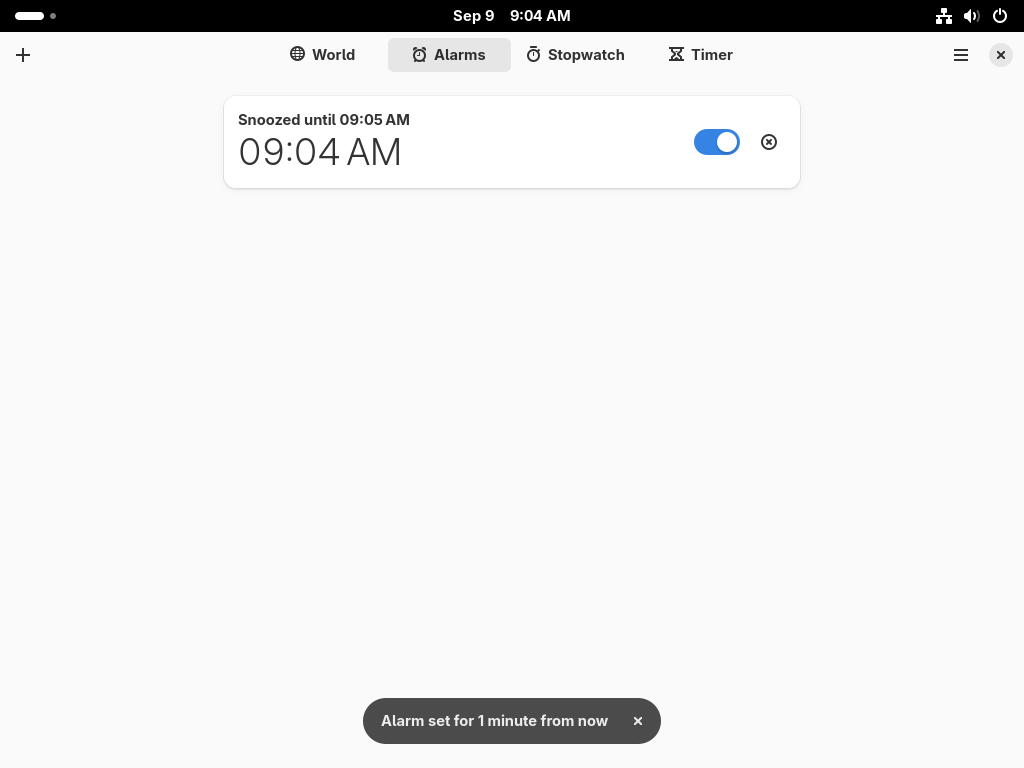 Sep 9 9:04 AM
World Alarms Stopwatch Timer
Snoozed until 09:05 AM
09:04 AM
Alarm set for 1 minute from now